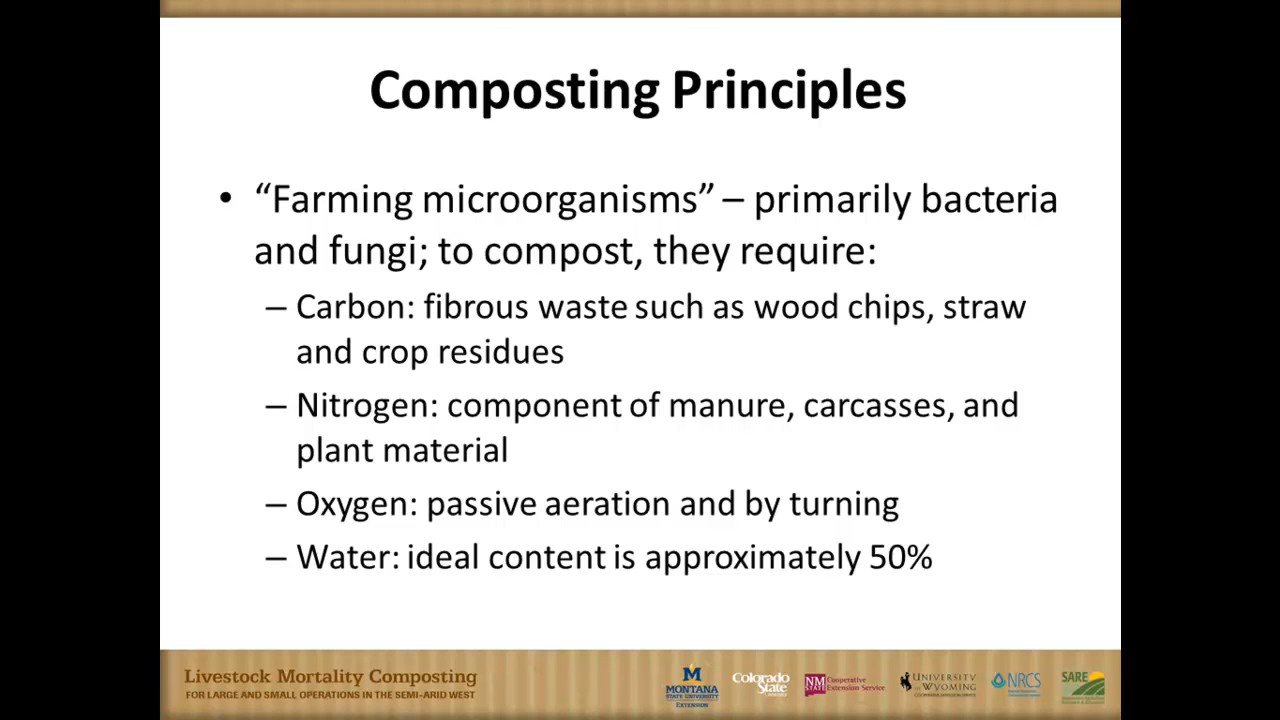 Composting Principles
• “Farming microorganisms” – primarily bacteria
and fungi; to compost, they require:
– Carbon: fibrous waste such as wood chips, straw
and crop residues
– Nitrogen: component of manure, carcasses, and
plant material
– Oxygen: passive aeration and by turning
– Water: ideal content is approximately 50%
Livestock Mortality Composting
FOR LARGE AND SMALL OPERATIONS IN THE SEMI-ARID WEST
M
MONTANA
STATE UNIVERSITY
EXTENSION
Colorado
State
NM
STATE
Cooperative
Extension Service
UNIVERSITY
OF WYOMING
NRCS
SARE